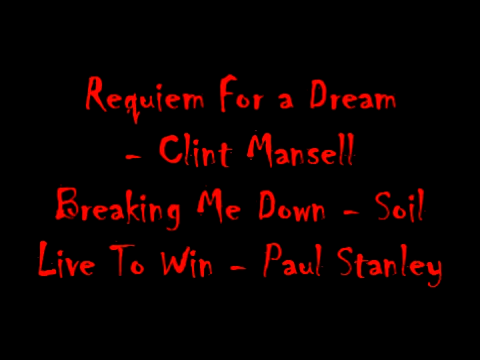 Requiem For a Dream
- Clint Mansell
Breaking Me Down - Soil
Live To Win - Paul Stanley